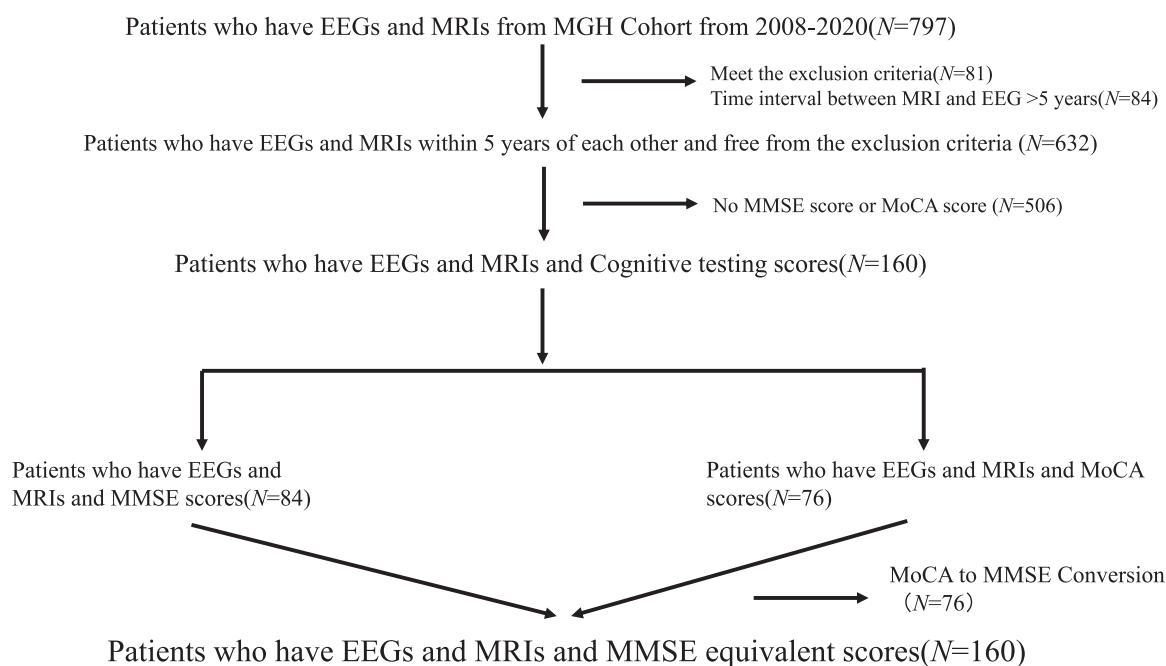 Patients who have EEGs and MRIs from MGH Cohort from 2008-2020(N=797)
Meet the exclusion criteria(N=81)
Time interval between MRI and EEG >5 years(N=84)
Patients who have EEGs and MRIs within 5 years of each other and free from the exclusion criteria (N=632)
No MMSE score or MoCA score (N=506)
Patients who have EEGs and MRIs and Cognitive testing scores(N=160)
Patients who have EEGs and
MRIs and MMSE scores(N=84)
Patients who have EEGs and MRIs and MoCA
scores(N=76)
MoCA to MMSE Conversion
（N=76）
Patients who have EEGs and MRIs and MMSE equivalent scores(N=160)